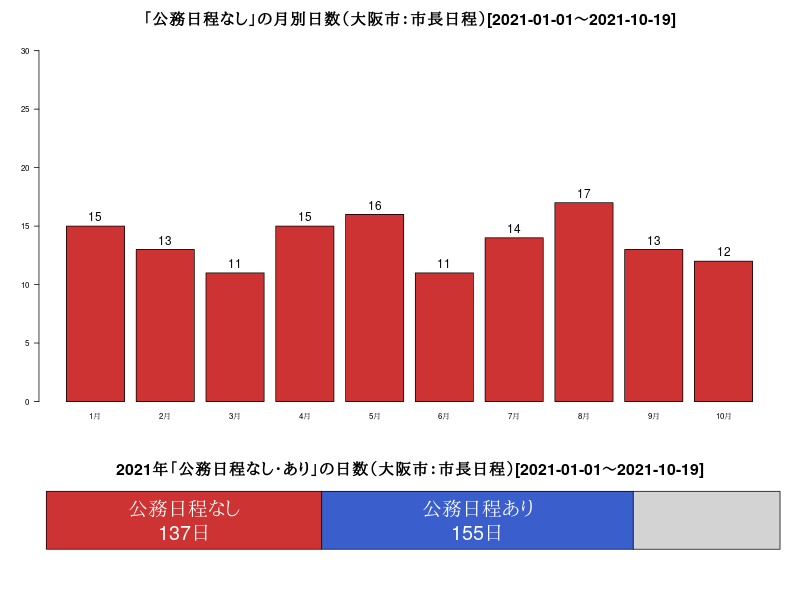 「公務日程なし」の月別日数（大阪市：市長日程）[2021-01-01～2021-10-19]
30
25
20
15
10
5
0
15
13
11
15
16
11
14
17
13
12
1月
2月
3月
4月
5月
6月
7月
8月
9月
10月
2021年「公務日程なし・あり」の日数（大阪市：市長日程）[2021-01-01～2021-10-19]
公務日程なし
137日
公務日程あり
155日